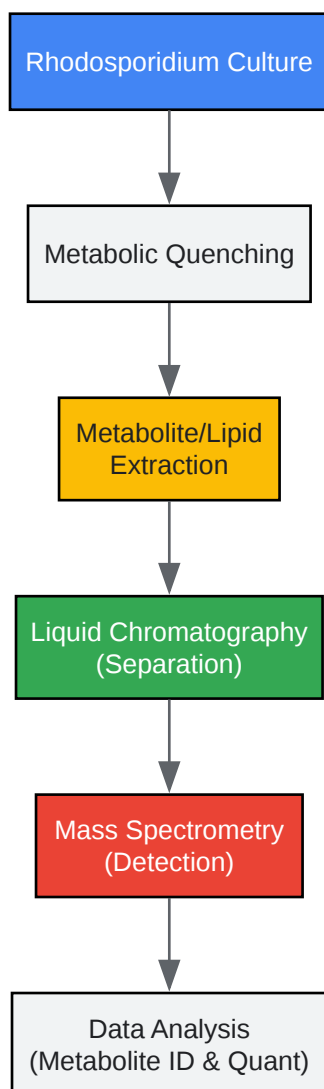 Rhodosporidium Culture
Metabolic Quenching
Metabolite/Lipid
Extraction
Liquid Chromatography
(Separation)
Mass Spectrometry
(Detection)
Data Analysis
(Metabolite ID & Quant)